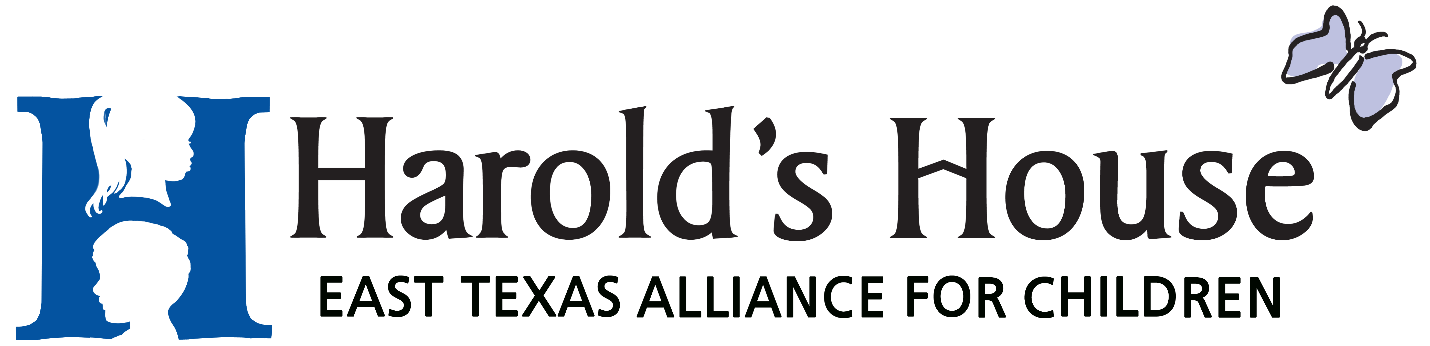 Harold's House
EAST TEXAS ALLIANCE FOR CHILDREN